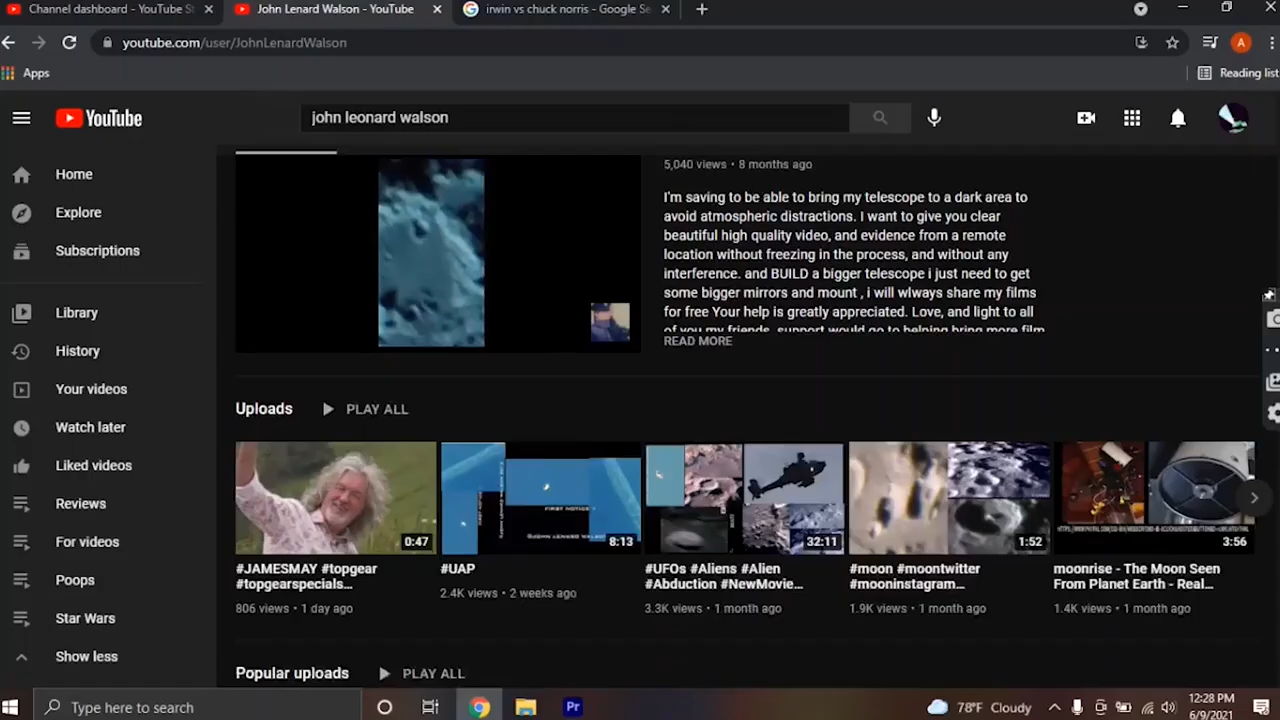 Channel dashboard - YouTube St
John Lenard Walson - YouTube
irwin vs chuck norris - Google Se
youtube.com/user/JohnLenardWalson
A
Apps
Reading list
YouTube
john leonard walson
Home
Explore
Subscriptions
Library
History
Your videos
Watch later
Liked videos
Reviews
For videos
Poops
Star Wars
Show less
5,040 views • 8 months ago
I'm saving to be able to bring my telescope to a dark area to
avoid atmospheric distractions. I want to give you clear
beautiful high quality video, and evidence from a remote
location without freezing in the process, and without any
interference. and BUILD a bigger telescope i just need to get
some bigger mirrors and mount , i will wlways share my films
for free Your help is greatly appreciated. Love, and light to all
of you my friends, support would go to helping bring more film
READ MORE
Uploads
PLAY ALL
0:47
#JAMESMAY #topgear
#topgearspecials...
806 views • 1 day ago
FIRST NOTICE
8:13
#UAP
2.4K views • 2 weeks ago
32:11
#UFOs #Aliens #Alien
#Abduction #NewMovie...
3.3K views • 1 month ago
1:52
#moon #moontwitter
#mooninstagram...
1.9K views • 1 month ago
3:56
moonrise - The Moon Seen
From Planet Earth - Real...
1.4K views • 1 month ago
Popular uploads
PLAY ALL
Type here to search
Pr
78°F Cloudy
12:28 PM
6/9/2021